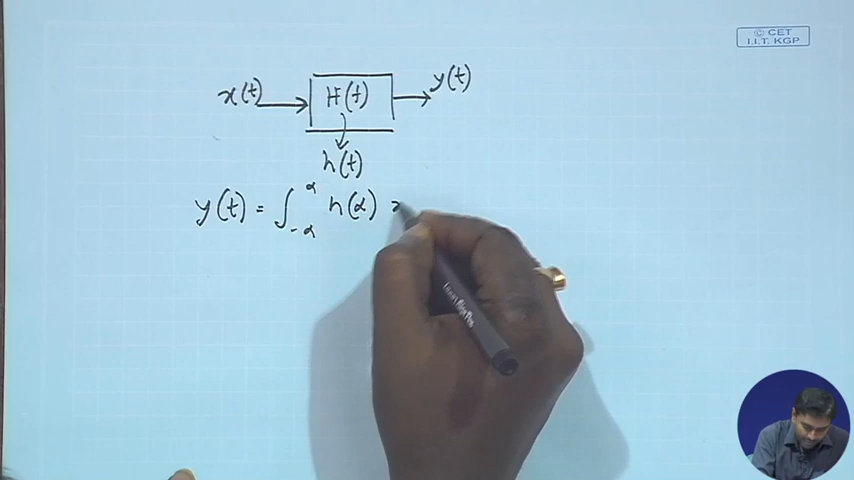 © CET
I.I.T. KGP
x(t) H(t) y(t)
h(t)
y(t) = ∫_{-α}^{α} h(α) x